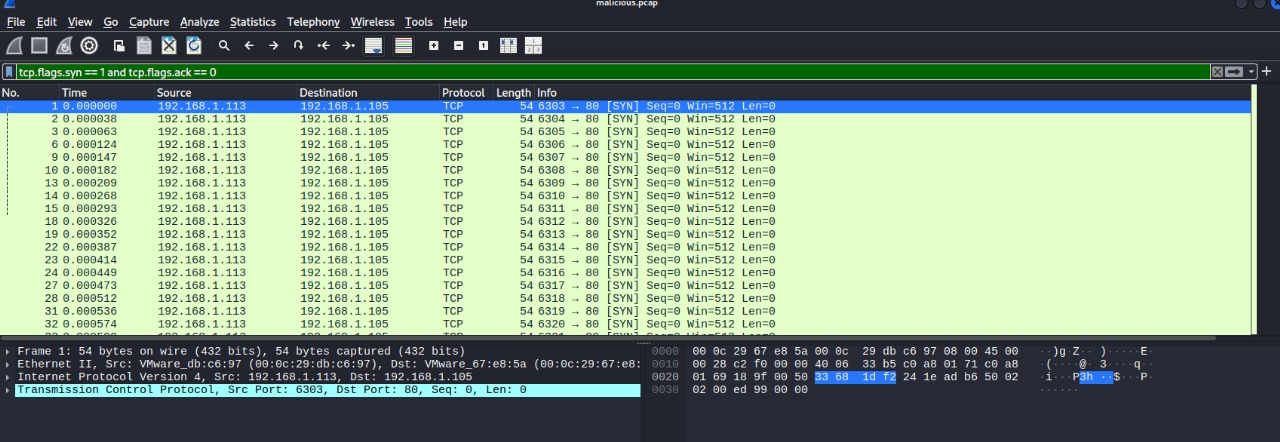 malicious.pcap
File Edit View Go Capture Analyze Statistics Telephony Wireless Tools Help
tcp.flags.syn == 1 and tcp.flags.ack == 0
No. Time Source Destination Protocol Length Info
1 0.000000 192.168.1.113 192.168.1.105 TCP 54 6303 → 80 [SYN] Seq=0 Win=512 Len=0
2 0.000038 192.168.1.113 192.168.1.105 TCP 54 6304 → 80 [SYN] Seq=0 Win=512 Len=0
3 0.000063 192.168.1.113 192.168.1.105 TCP 54 6305 → 80 [SYN] Seq=0 Win=512 Len=0
6 0.000124 192.168.1.113 192.168.1.105 TCP 54 6306 → 80 [SYN] Seq=0 Win=512 Len=0
9 0.000147 192.168.1.113 192.168.1.105 TCP 54 6307 → 80 [SYN] Seq=0 Win=512 Len=0
10 0.000182 192.168.1.113 192.168.1.105 TCP 54 6308 → 80 [SYN] Seq=0 Win=512 Len=0
13 0.000209 192.168.1.113 192.168.1.105 TCP 54 6309 → 80 [SYN] Seq=0 Win=512 Len=0
14 0.000268 192.168.1.113 192.168.1.105 TCP 54 6310 → 80 [SYN] Seq=0 Win=512 Len=0
15 0.000293 192.168.1.113 192.168.1.105 TCP 54 6311 → 80 [SYN] Seq=0 Win=512 Len=0
18 0.000326 192.168.1.113 192.168.1.105 TCP 54 6312 → 80 [SYN] Seq=0 Win=512 Len=0
19 0.000352 192.168.1.113 192.168.1.105 TCP 54 6313 → 80 [SYN] Seq=0 Win=512 Len=0
22 0.000387 192.168.1.113 192.168.1.105 TCP 54 6314 → 80 [SYN] Seq=0 Win=512 Len=0
23 0.000414 192.168.1.113 192.168.1.105 TCP 54 6315 → 80 [SYN] Seq=0 Win=512 Len=0
24 0.000449 192.168.1.113 192.168.1.105 TCP 54 6316 → 80 [SYN] Seq=0 Win=512 Len=0
27 0.000473 192.168.1.113 192.168.1.105 TCP 54 6317 → 80 [SYN] Seq=0 Win=512 Len=0
28 0.000512 192.168.1.113 192.168.1.105 TCP 54 6318 → 80 [SYN] Seq=0 Win=512 Len=0
31 0.000536 192.168.1.113 192.168.1.105 TCP 54 6319 → 80 [SYN] Seq=0 Win=512 Len=0
32 0.000574 192.168.1.113 192.168.1.105 TCP 54 6320 → 80 [SYN] Seq=0 Win=512 Len=0
Frame 1: 54 bytes on wire (432 bits), 54 bytes captured (432 bits)
Ethernet II, Src: VMware_db:c6:97 (00:0c:29:db:c6:97), Dst: VMware_67:e8:5a (00:0c:29:67:e8:
Internet Protocol Version 4, Src: 192.168.1.113, Dst: 192.168.1.105
Transmission Control Protocol, Src Port: 6303, Dst Port: 80, Seq: 0, Len: 0
0000 00 0c 29 67 e8 5a 00 0c 29 db c6 97 08 00 45 00 ··)g·Z·· )·····E·
0010 00 28 c2 f0 00 00 40 06 33 b5 c0 a8 01 71 c0 a8 ·(····@· 3····q··
0020 01 69 18 9f 00 50 33 68 1d f2 24 1e ad b6 50 02 ·i···P3h ··$···P·
0030 02 00 ed 99 00 00 ······